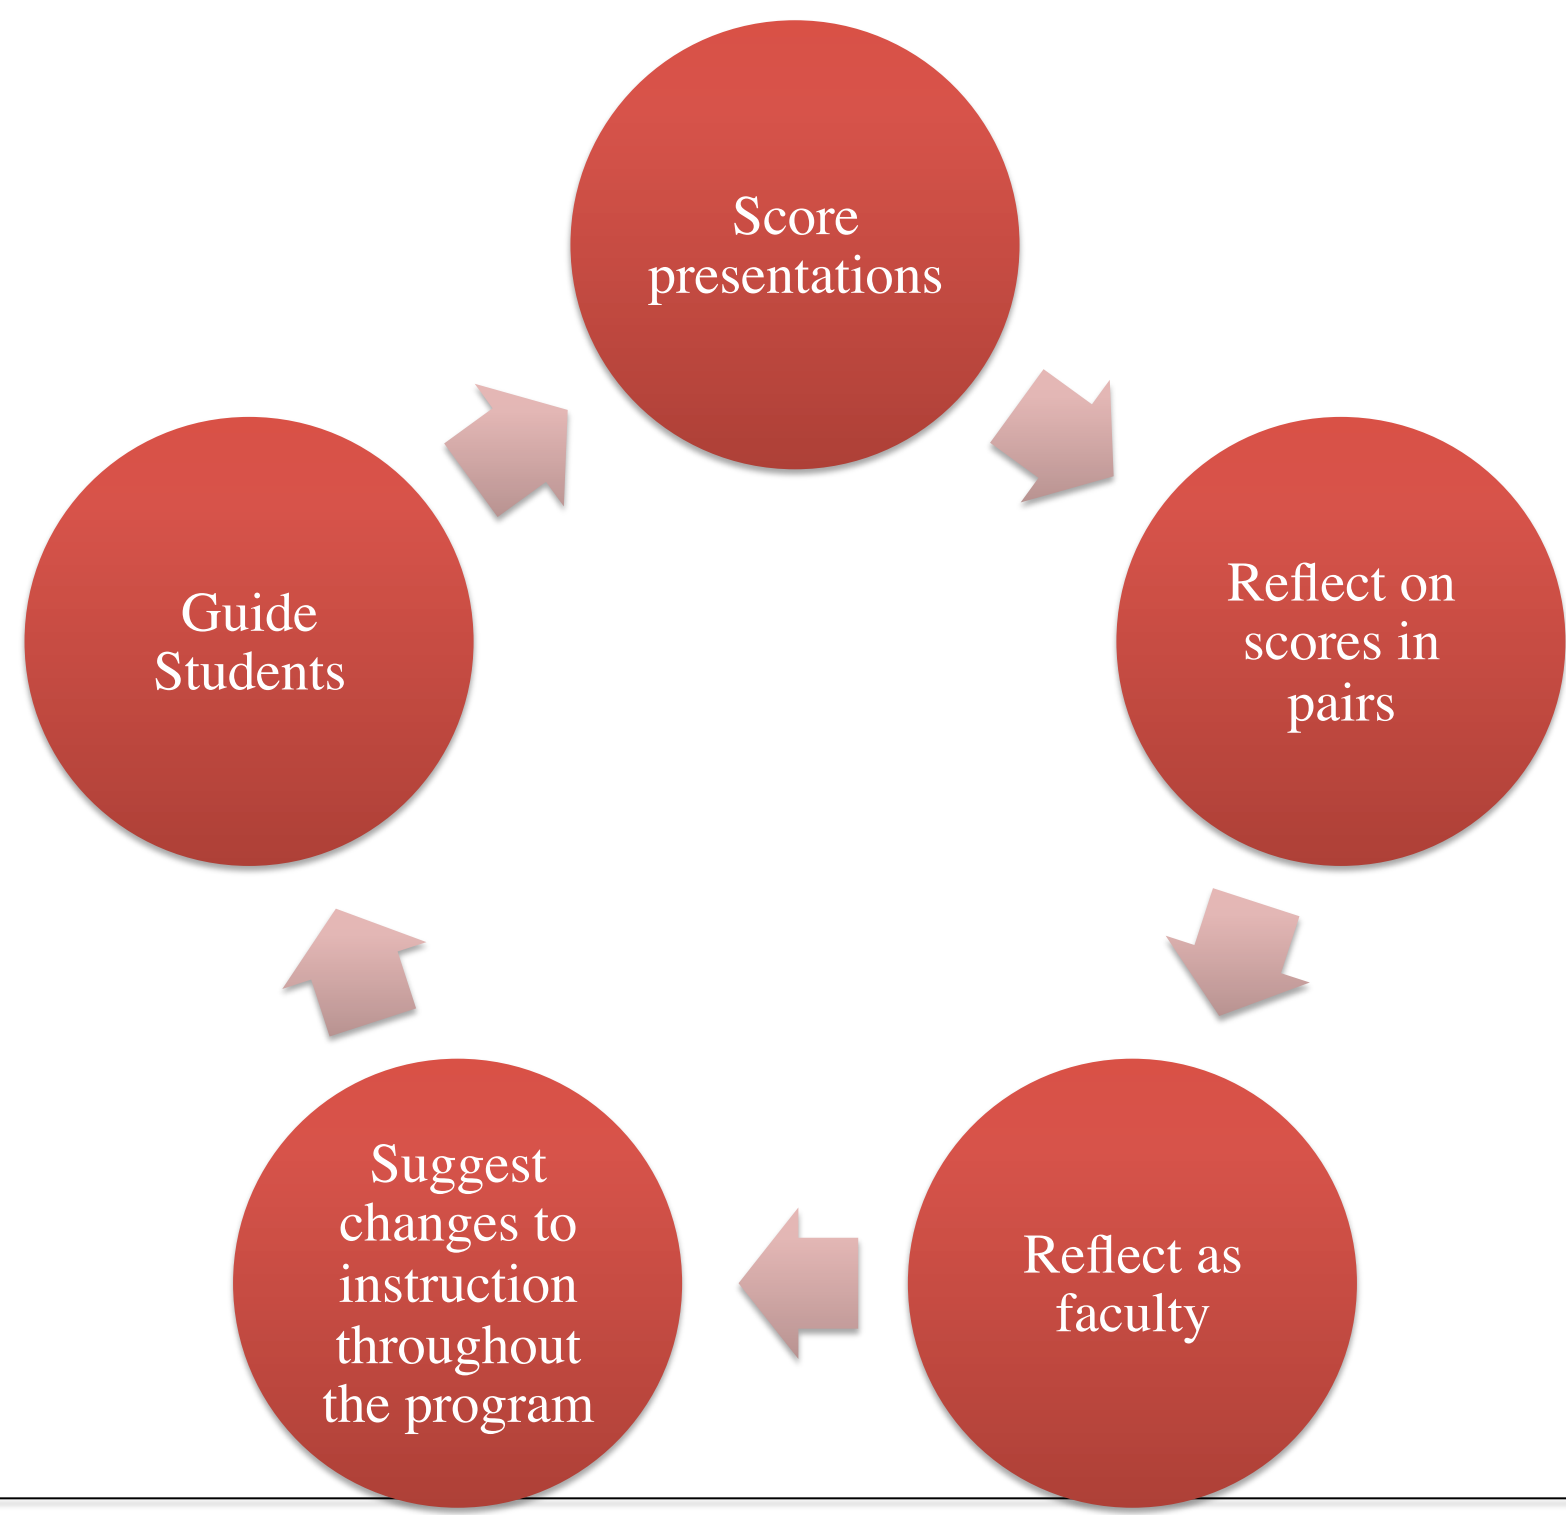 Score
presentations
Reflect on
scores in
pairs
Reflect as
faculty
Suggest
changes to
instruction
throughout
the program
Guide
Students